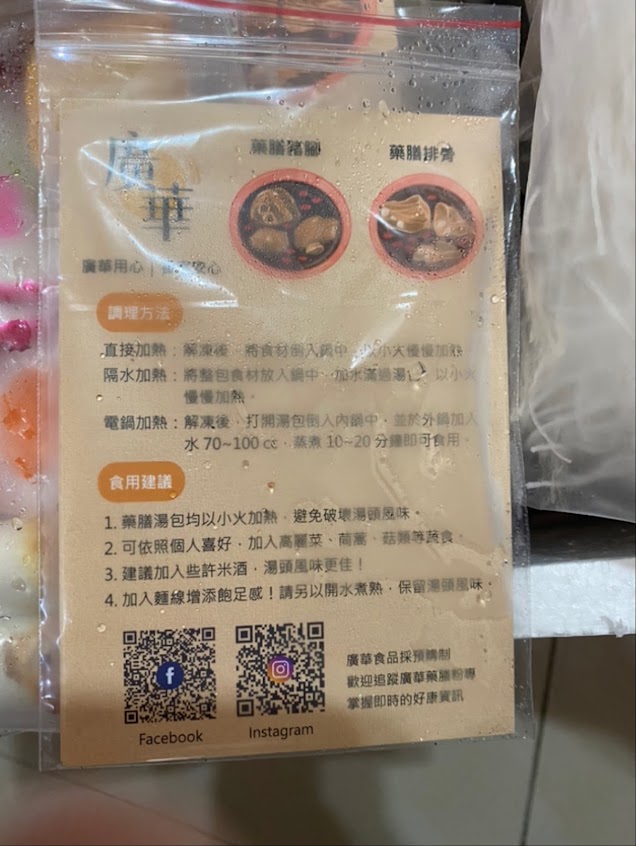 廣華
藥膳豬腳
藥膳排骨
廣華用心｜
調理方法
直接加熱：解凍後，將食材倒入鍋中，以小火慢慢加熱
隔水加熱：將整包食材放入鍋中，加水滿過湯 以小火
慢慢加熱。
電鍋加熱：解凍後，打開湯包倒入內鍋中，並於外鍋加入
水 70~100 cc，蒸煮 10~20 分鐘即可食用。
食用建議
1. 藥膳湯包均以小火加熱，避免破壞湯頭風味。
2. 可依照個人喜好，加入高麗菜、茼蒿、菇類等蔬食。
3. 建議加入些許米酒，湯頭風味更佳！
4. 加入麵線增添飽足感！請另以開水煮熟，保留湯頭風味。
Facebook
Instagram
廣華食品採預購制
歡迎追蹤廣華藥膳粉專
掌握即時的好康資訊